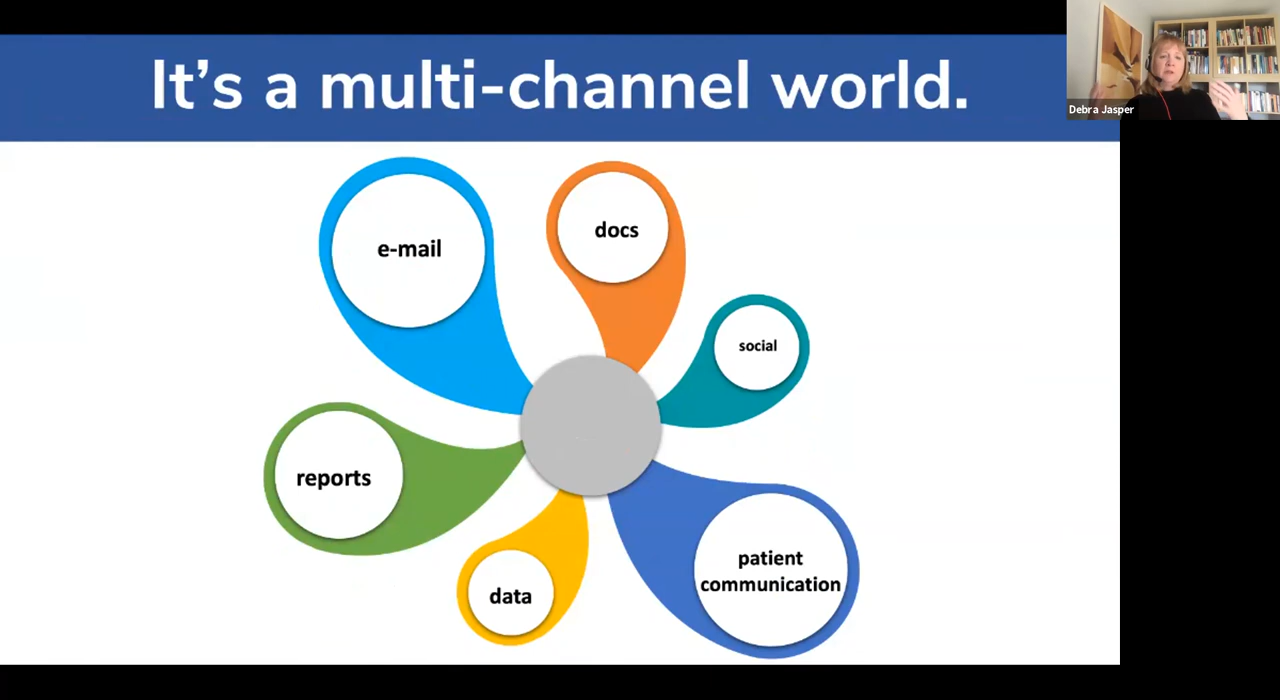 It's a multi-channel world.
Debra Jasper
e-mail
docs
social
reports
data
patient
communication